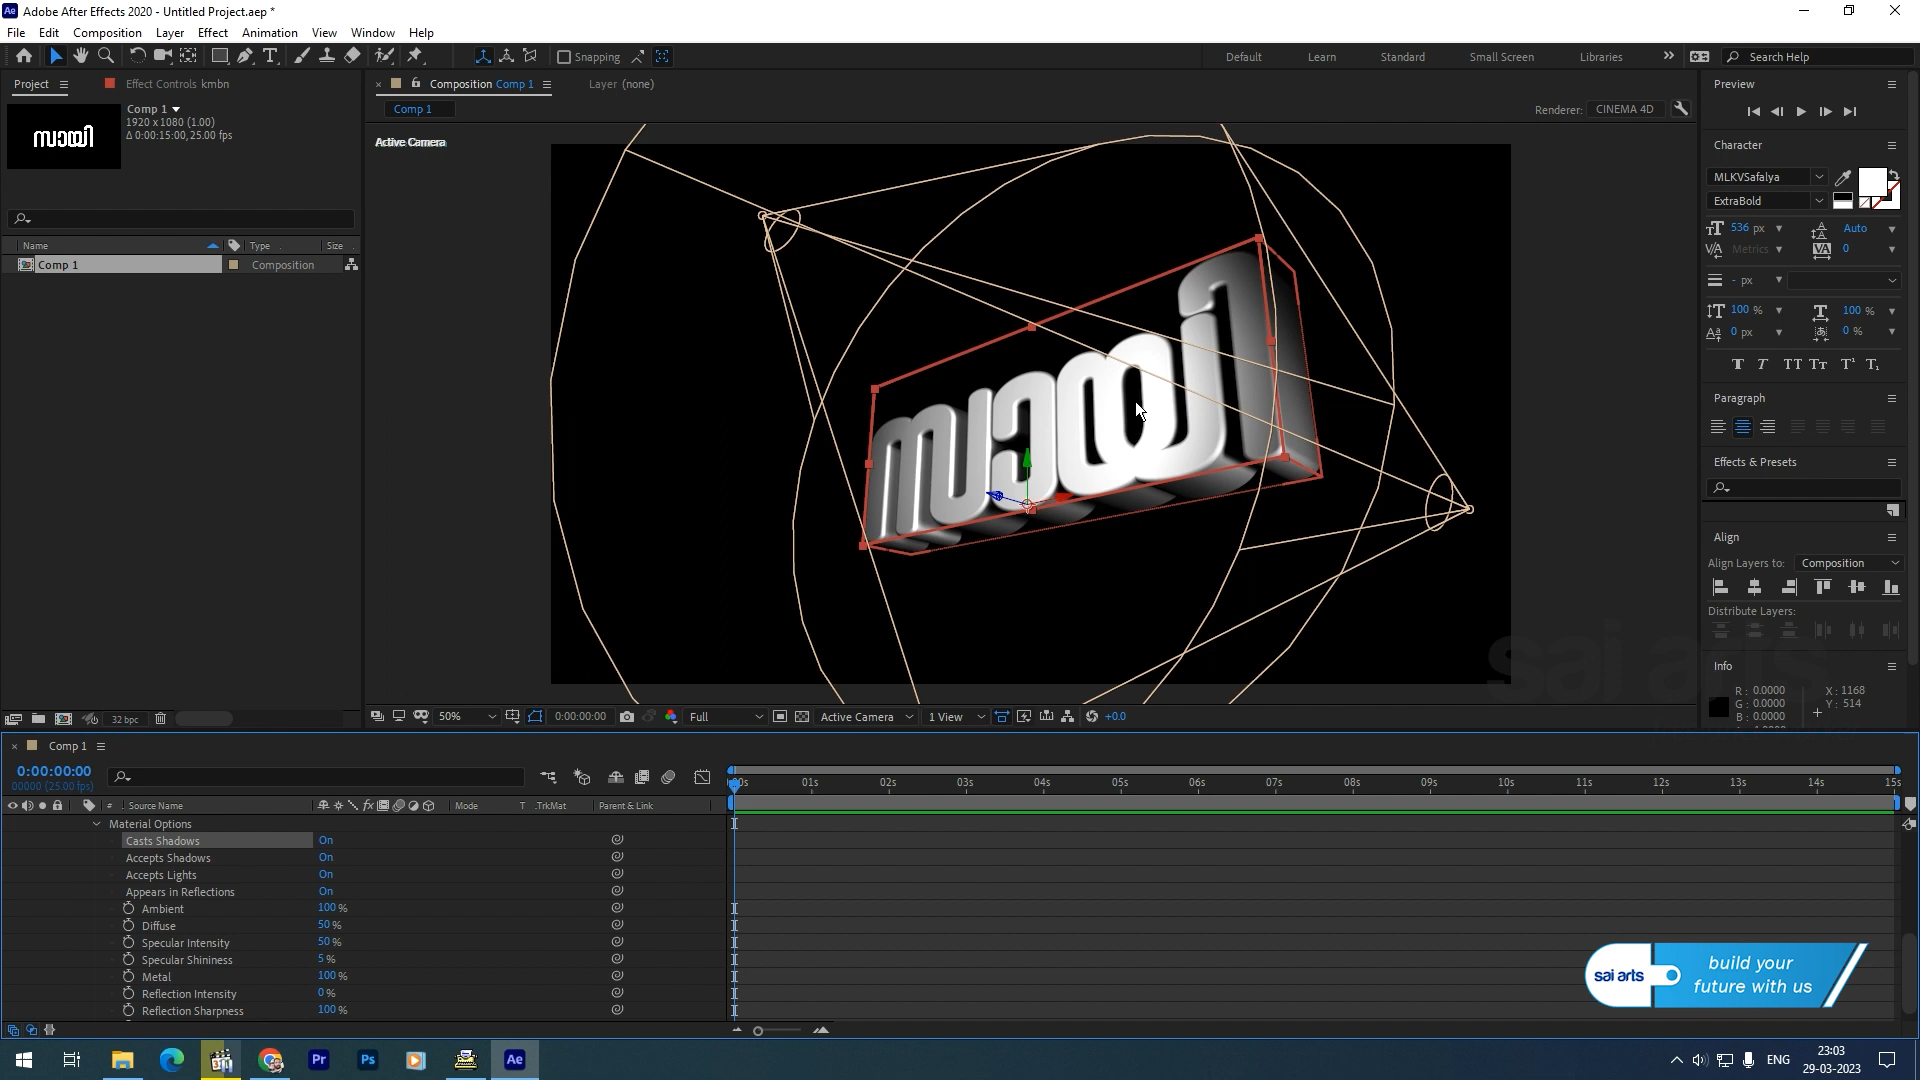 Adobe After Effects 2020 - Untitled Project.aep *
File Edit Composition Layer Effect Animation View Window Help
Snapping
Default Learn Standard Small Screen Libraries Search Help
Project Effect Controls kmbn
Comp 1
1920 x 1080 (1.00)
Δ 0:00:15:00, 25.00 fps
സായി
Name Type Size
Comp 1 Composition
32 bpc
Composition Comp 1 Layer (none)
Comp 1
Renderer: CINEMA 4D
Active Camera
സായി
50% 0:00:00:00 Full Active Camera 1 View +0.0
Preview
Character
MLKVSafalya
ExtraBold
536 px Auto
Metrics 0
- px
100 % 100 %
0 px 0 %
Paragraph
Effects & Presets
Align
Align Layers to: Composition
Distribute Layers:
sai arts
Info
R: 0.0000 X: 1168
G: 0.0000 Y: 514
B: 0.0000
Comp 1
0:00:00:00
00000 (25.00 fps)
01s 02s 03s 04s 05s 06s 07s 08s 09s 10s 11s 12s 13s 14s 15s
# Source Name Mode T .TrkMat Parent & Link
Material Options
Casts Shadows On
Accepts Shadows On
Accepts Lights On
Appears in Reflections On
Ambient 100 %
Diffuse 50 %
Specular Intensity 50 %
Specular Shininess 5 %
Metal 100 %
Reflection Intensity 0 %
Reflection Sharpness 100 %
sai arts build your
future with us
Pr Ps Ae
ENG 23:03
29-03-2023